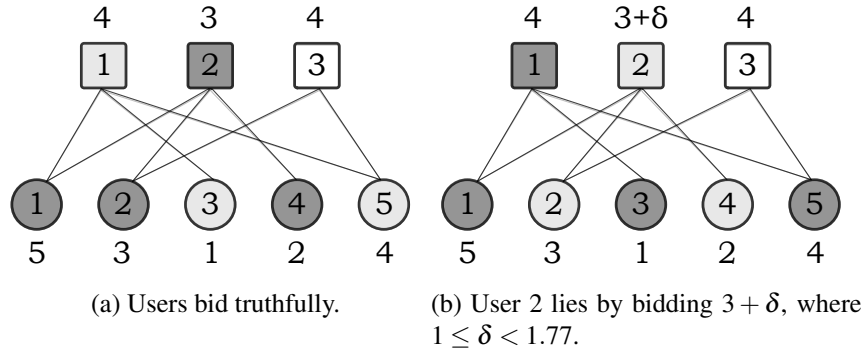 4 3 4
1 2 3
1 2 3 4 5
5 3 1 2 4
(a) Users bid truthfully.
4 3+δ 4
1 2 3
1 2 3 4 5
5 3 1 2 4
(b) User 2 lies by bidding 3 + δ, where
1 ≤ δ < 1.77.